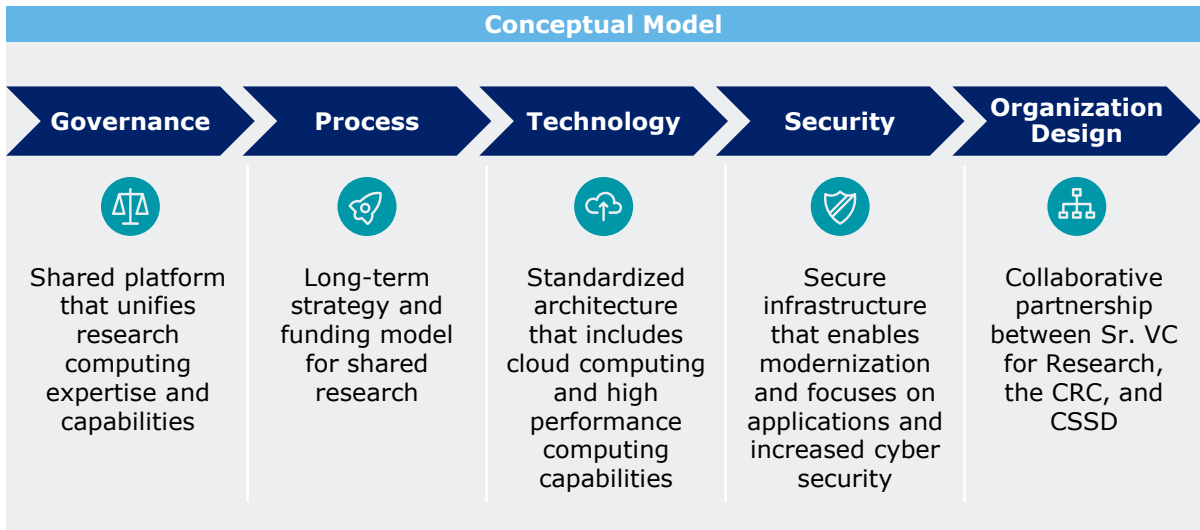 Conceptual Model
Governance
Process
Technology
Security
Organization
Design
Shared platform
that unifies
research
computing
expertise and
capabilities
Long-term
strategy and
funding model
for shared
research
Standardized
architecture
that includes
cloud computing
and high
performance
computing
capabilities
Secure
infrastructure
that enables
modernization
and focuses on
applications and
increased cyber
security
Collaborative
partnership
between Sr. VC
for Research,
the CRC, and
CSSD